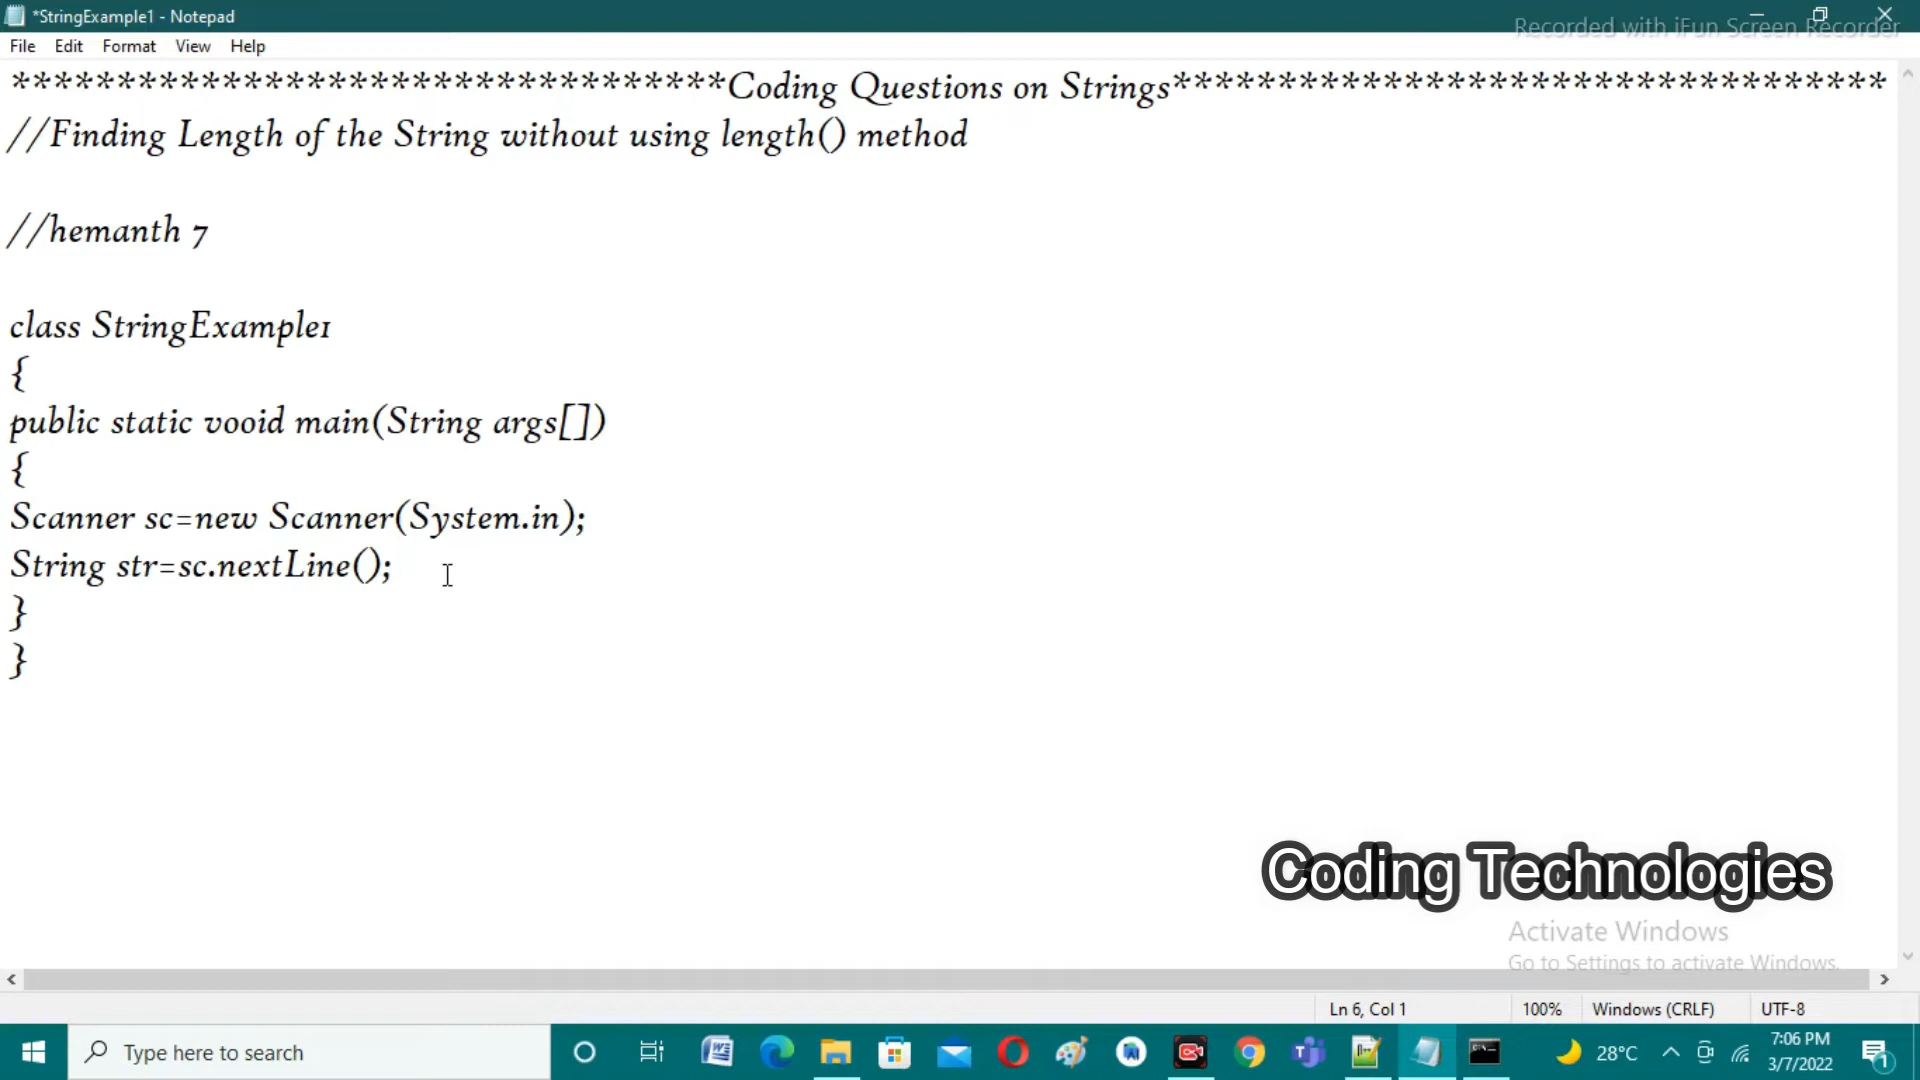 *StringExample1 - Notepad
Recorded with iFun Screen Recorder
File Edit Format View Help
**********************************Coding Questions on Strings**********************************
//Finding Length of the String without using length() method
//hemanth 7
class StringExample1
{
public static vooid main(String args[])
{
Scanner sc=new Scanner(System.in);
String str=sc.nextLine();
}
}
Coding Technologies
Activate Windows
Go to Settings to activate Windows.
Ln 6, Col 1 100% Windows (CRLF) UTF-8
Type here to search
28°C
7:06 PM
3/7/2022
1